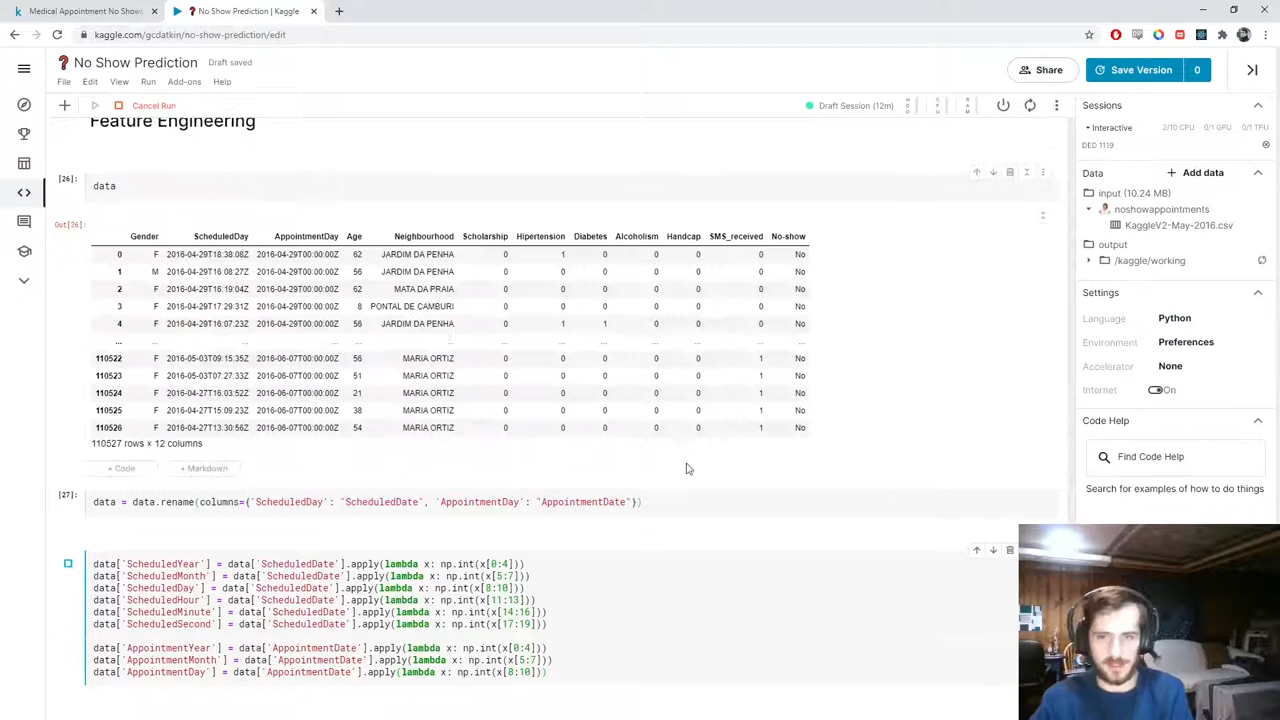 Medical Appointment No Shows
No Show Prediction | Kaggle
kaggle.com/gcdatkin/no-show-prediction/edit
No Show Prediction
Draft saved
Share
Save Version
0
File Edit View Run Add-ons Help
Cancel Run
Draft Session (12m)
Sessions
Interactive
2/10 CPU 0/1 GPU 0/1 TPU
DED 1119
Data
Add data
input (10.24 MB)
noshowappointments
KaggleV2-May-2016.csv
output
/kaggle/working
Settings
Language Python
Environment Preferences
Accelerator None
Internet On
Code Help
Find Code Help
Search for examples of how to do things
Feature Engineering
[26]: data
Out[26]:
Gender ScheduledDay AppointmentDay Age Neighbourhood Scholarship Hipertension Diabetes Alcoholism Handcap SMS_received No-show
0 F 2016-04-29T18:38:08Z 2016-04-29T00:00:00Z 62 JARDIM DA PENHA 0 1 0 0 0 0 No
1 M 2016-04-29T16:08:27Z 2016-04-29T00:00:00Z 56 JARDIM DA PENHA 0 0 0 0 0 0 No
2 F 2016-04-29T16:19:04Z 2016-04-29T00:00:00Z 62 MATA DA PRAIA 0 0 0 0 0 0 No
3 F 2016-04-29T17:29:31Z 2016-04-29T00:00:00Z 8 PONTAL DE CAMBURI 0 0 0 0 0 0 No
4 F 2016-04-29T16:07:23Z 2016-04-29T00:00:00Z 56 JARDIM DA PENHA 0 1 1 0 0 0 No
... ... ... ... ... ... ... ... ... ... ... ... ...
110522 F 2016-05-03T09:15:35Z 2016-06-07T00:00:00Z 56 MARIA ORTIZ 0 0 0 0 0 1 No
110523 F 2016-05-03T07:27:33Z 2016-06-07T00:00:00Z 51 MARIA ORTIZ 0 0 0 0 0 1 No
110524 F 2016-04-27T16:03:52Z 2016-06-07T00:00:00Z 21 MARIA ORTIZ 0 0 0 0 0 1 No
110525 F 2016-04-27T15:09:23Z 2016-06-07T00:00:00Z 38 MARIA ORTIZ 0 0 0 0 0 1 No
110526 F 2016-04-27T13:30:56Z 2016-06-07T00:00:00Z 54 MARIA ORTIZ 0 0 0 0 0 1 No
110527 rows × 12 columns
+ Code + Markdown
[27]: data = data.rename(columns={'ScheduledDay': "ScheduledDate", 'AppointmentDay': "AppointmentDate"})
data['ScheduledYear'] = data['ScheduledDate'].apply(lambda x: np.int(x[0:4]))
data['ScheduledMonth'] = data['ScheduledDate'].apply(lambda x: np.int(x[5:7]))
data['ScheduledDay'] = data['ScheduledDate'].apply(lambda x: np.int(x[8:10]))
data['ScheduledHour'] = data['ScheduledDate'].apply(lambda x: np.int(x[11:13]))
data['ScheduledMinute'] = data['ScheduledDate'].apply(lambda x: np.int(x[14:16]))
data['ScheduledSecond'] = data['ScheduledDate'].apply(lambda x: np.int(x[17:19]))
data['AppointmentYear'] = data['AppointmentDate'].apply(lambda x: np.int(x[0:4]))
data['AppointmentMonth'] = data['AppointmentDate'].apply(lambda x: np.int(x[5:7]))
data['AppointmentDay'] = data['AppointmentDate'].apply(lambda x: np.int(x[8:10]))